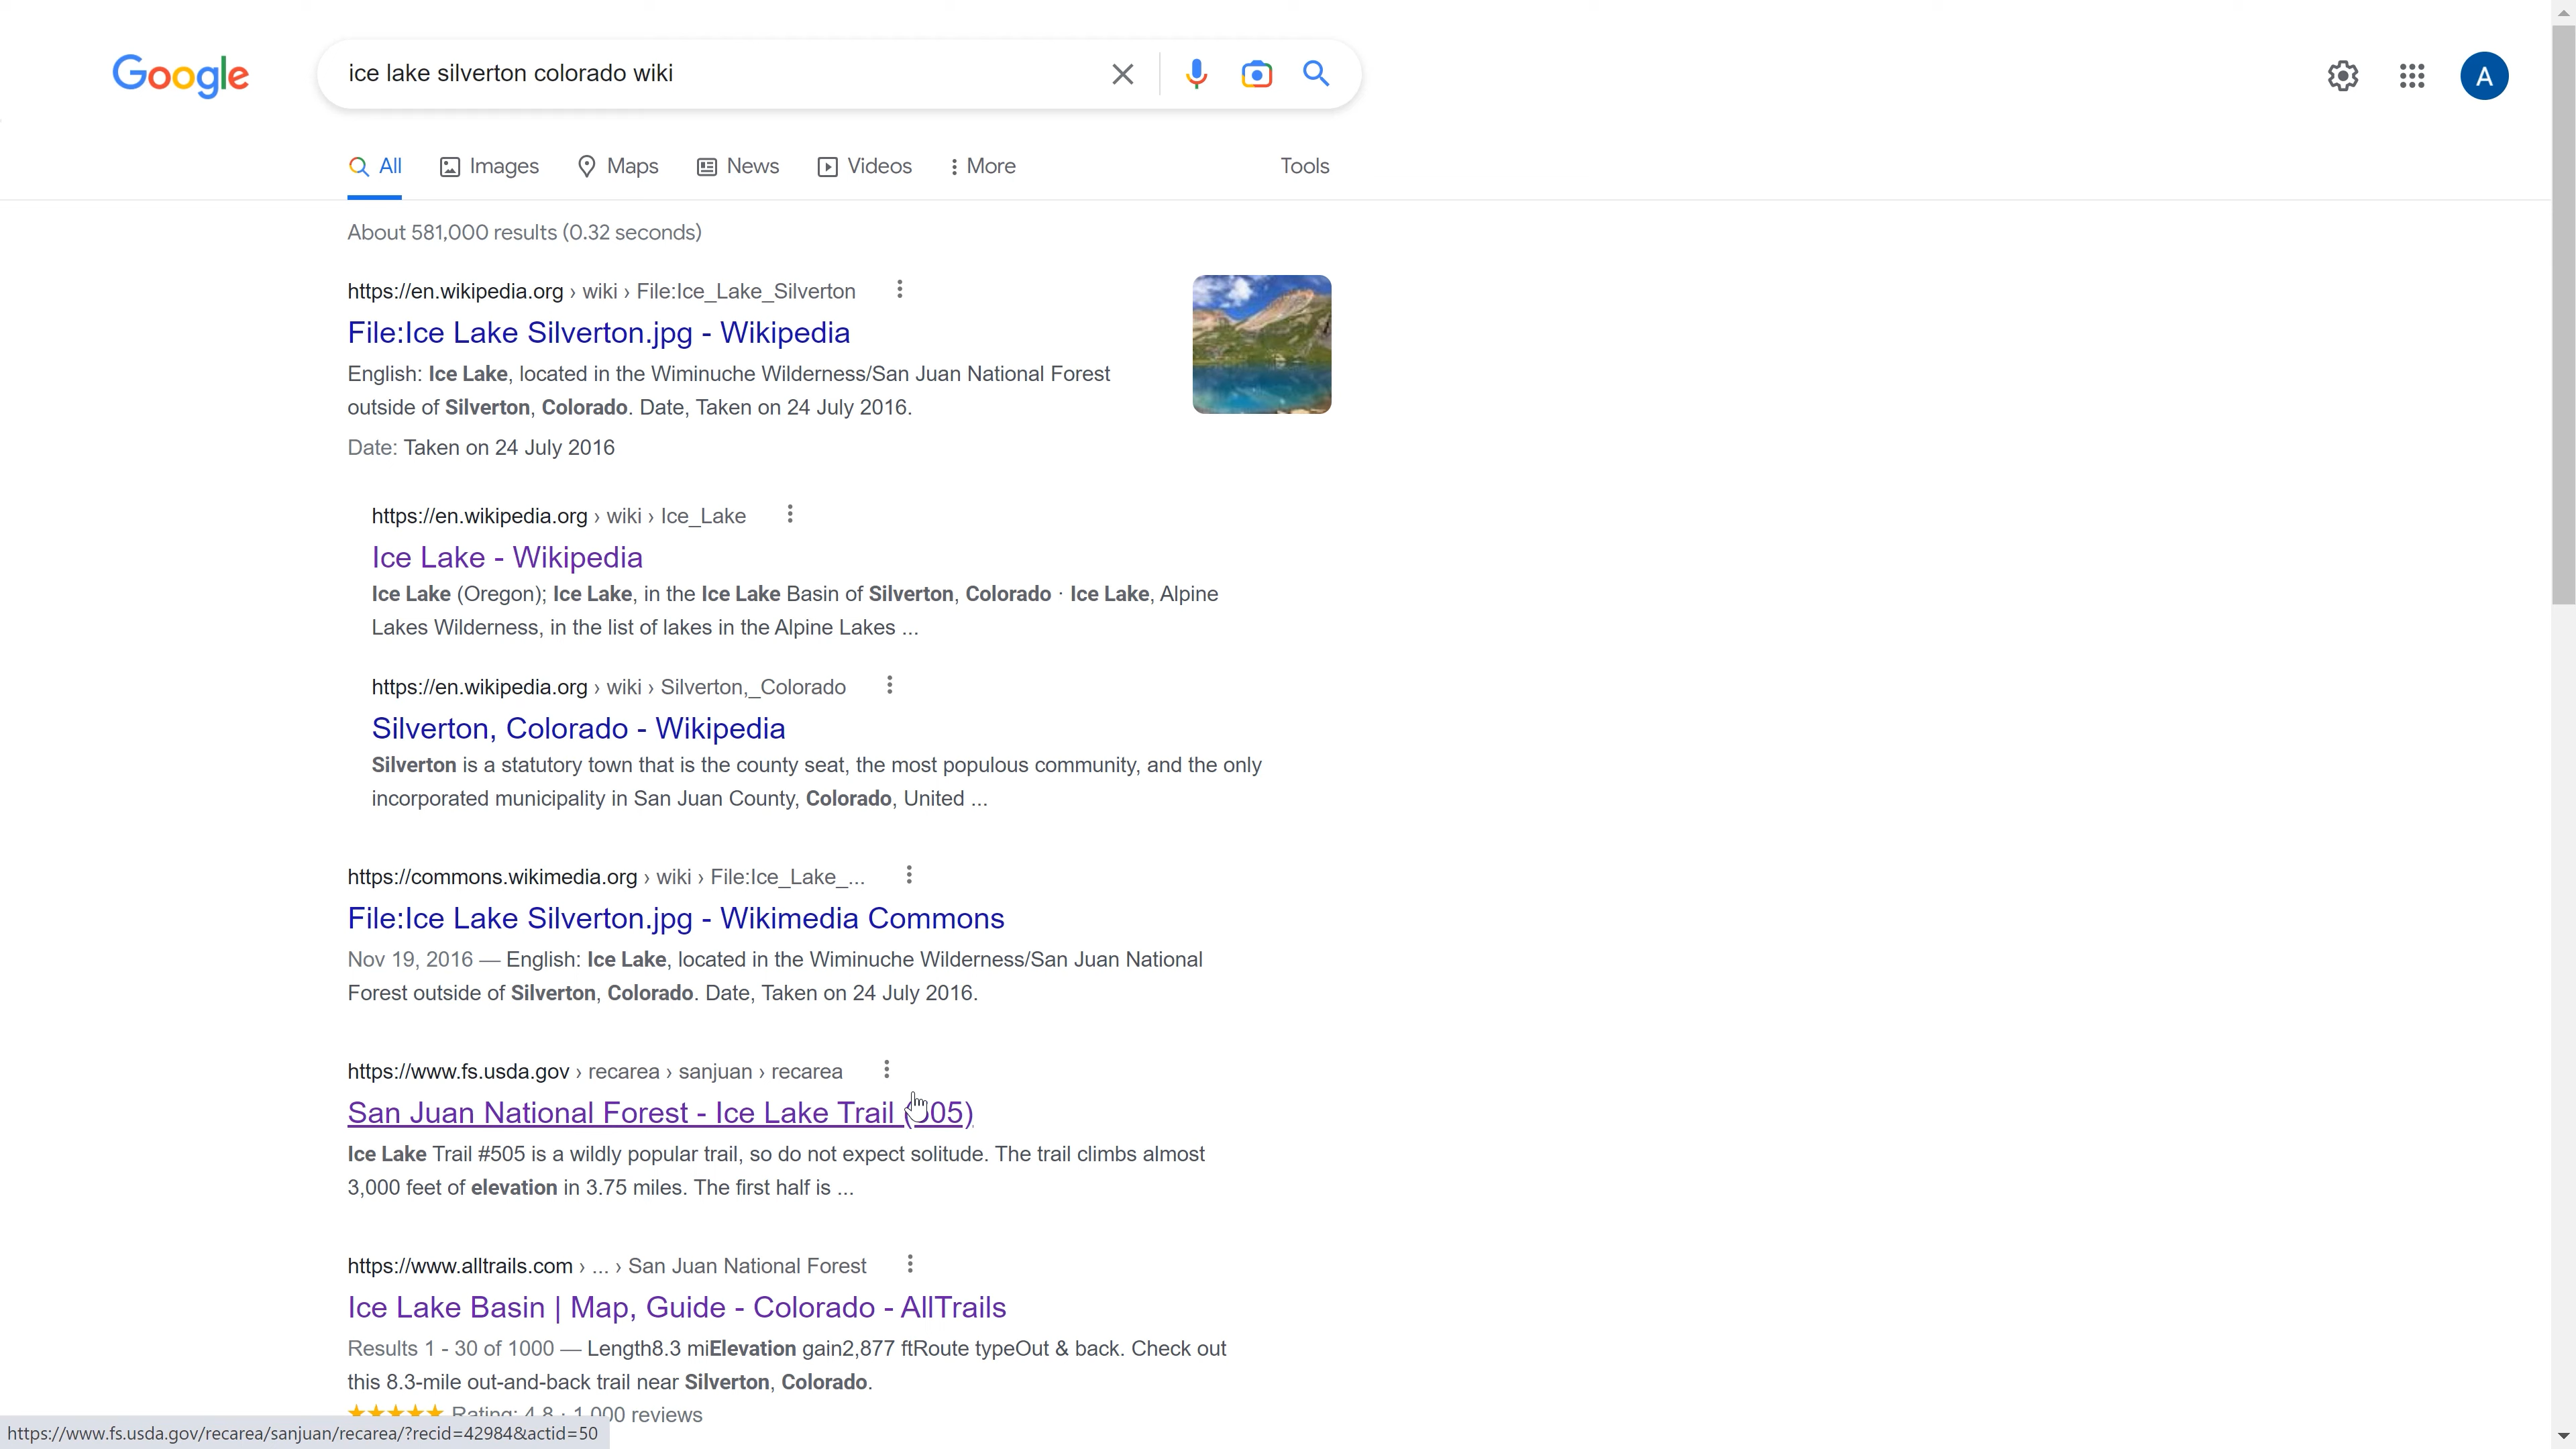 Google
ice lake silverton colorado wiki
A
All
Images
Maps
News
Videos
More
Tools
About 581,000 results (0.32 seconds)
https://en.wikipedia.org › wiki › File:Ice_Lake_Silverton
File:Ice Lake Silverton.jpg - Wikipedia
English: Ice Lake, located in the Wiminuche Wilderness/San Juan National Forest
outside of Silverton, Colorado. Date, Taken on 24 July 2016.
Date: Taken on 24 July 2016
https://en.wikipedia.org › wiki › Ice_Lake
Ice Lake - Wikipedia
Ice Lake (Oregon); Ice Lake, in the Ice Lake Basin of Silverton, Colorado · Ice Lake, Alpine
Lakes Wilderness, in the list of lakes in the Alpine Lakes ...
https://en.wikipedia.org › wiki › Silverton,_Colorado
Silverton, Colorado - Wikipedia
Silverton is a statutory town that is the county seat, the most populous community, and the only
incorporated municipality in San Juan County, Colorado, United ...
https://commons.wikimedia.org › wiki › File:Ice_Lake_...
File:Ice Lake Silverton.jpg - Wikimedia Commons
Nov 19, 2016 — English: Ice Lake, located in the Wiminuche Wilderness/San Juan National
Forest outside of Silverton, Colorado. Date, Taken on 24 July 2016.
https://www.fs.usda.gov › recarea › sanjuan › recarea
San Juan National Forest - Ice Lake Trail (505)
Ice Lake Trail #505 is a wildly popular trail, so do not expect solitude. The trail climbs almost
3,000 feet of elevation in 3.75 miles. The first half is ...
https://www.alltrails.com › ... › San Juan National Forest
Ice Lake Basin | Map, Guide - Colorado - AllTrails
Results 1 - 30 of 1000 — Length8.3 miElevation gain2,877 ftRoute typeOut & back. Check out
this 8.3-mile out-and-back trail near Silverton, Colorado.
Rating: 4.8 · 1,000 reviews
https://www.fs.usda.gov/recarea/sanjuan/recarea/?recid=42984&actid=50